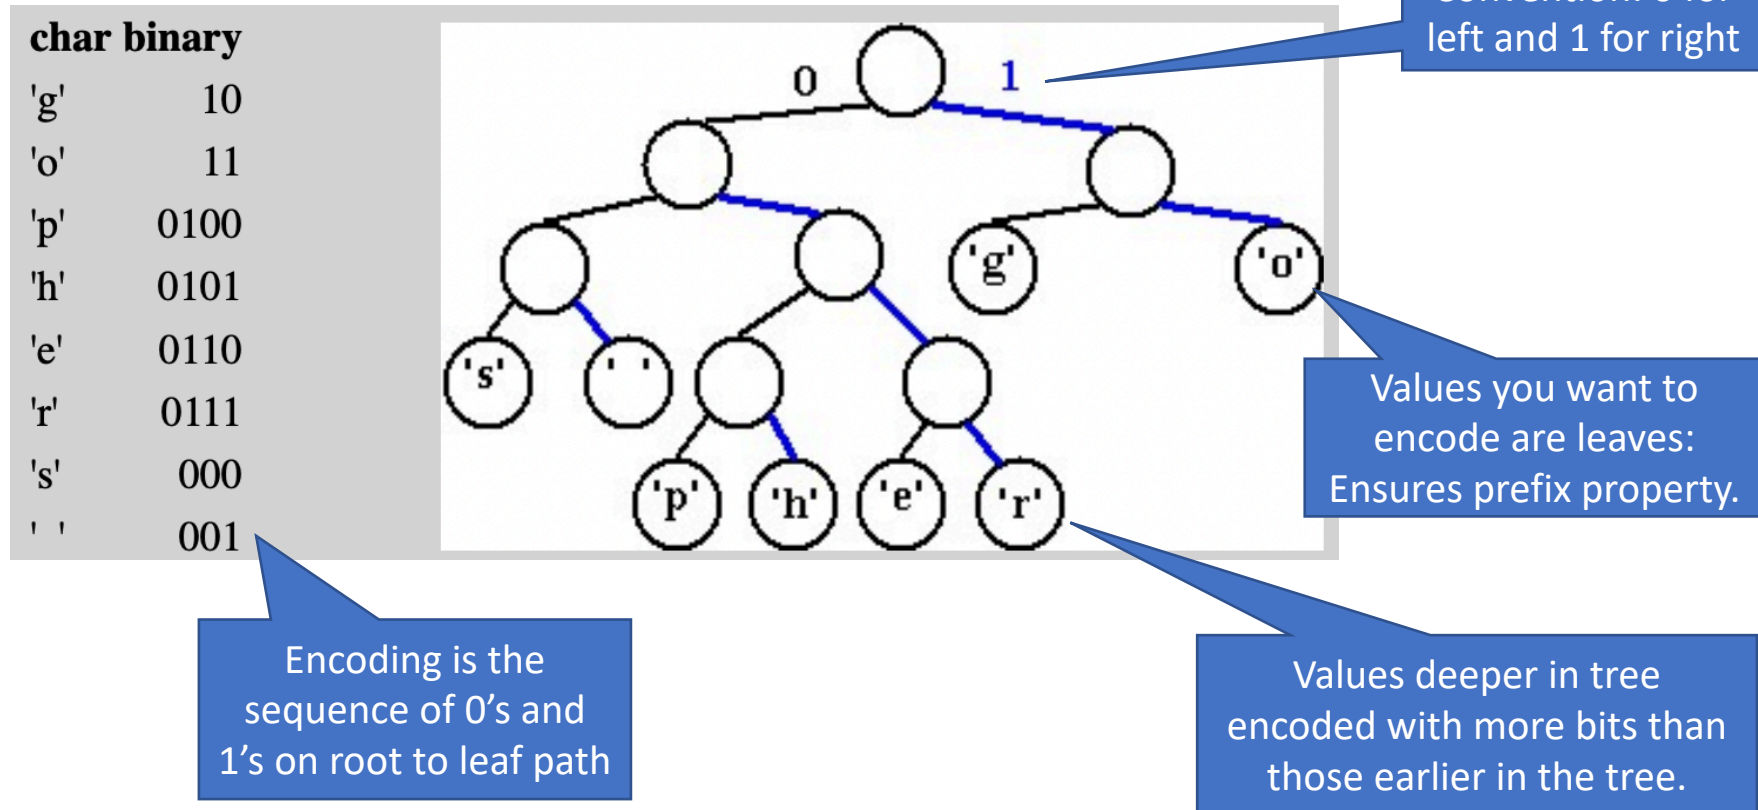 left and 1 for right
char binary
'g' 10
'o' 11
'p' 0100
'h' 0101
'e' 0110
'r' 0111
's' 000
' ' 001
0 1
'g' 'o'
's' ' '
'p' 'h' 'e' 'r'
Values you want to
encode are leaves:
Ensures prefix property.
Encoding is the
sequence of 0’s and
1’s on root to leaf path
Values deeper in tree
encoded with more bits than
those earlier in the tree.